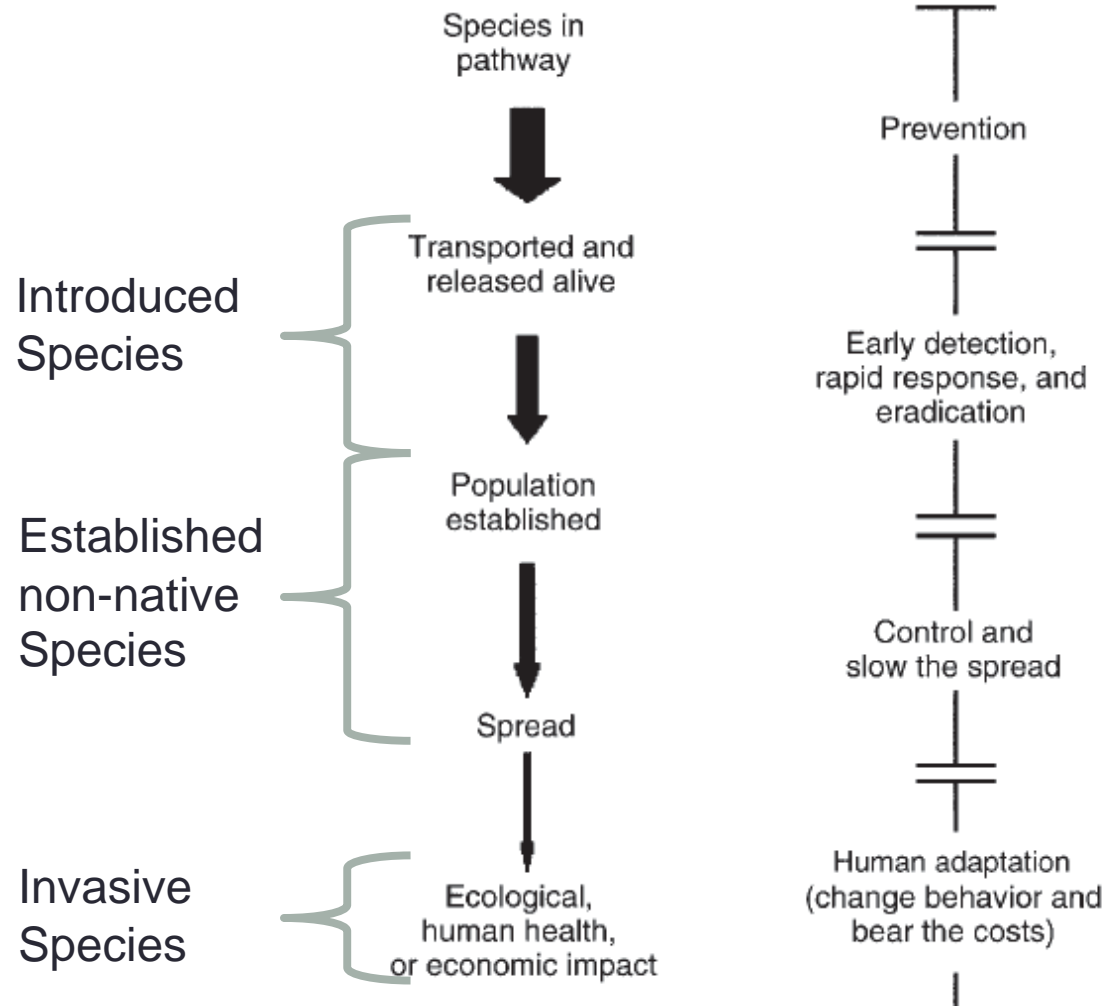 Species in
pathway
Prevention
Introduced
Species
Transported and
released alive
Early detection,
rapid response, and
eradication
Established
non-native
Species
Population
established
Control and
slow the spread
Spread
Invasive
Species
Ecological,
human health,
or economic impact
Human adaptation
(change behavior and
bear the costs)